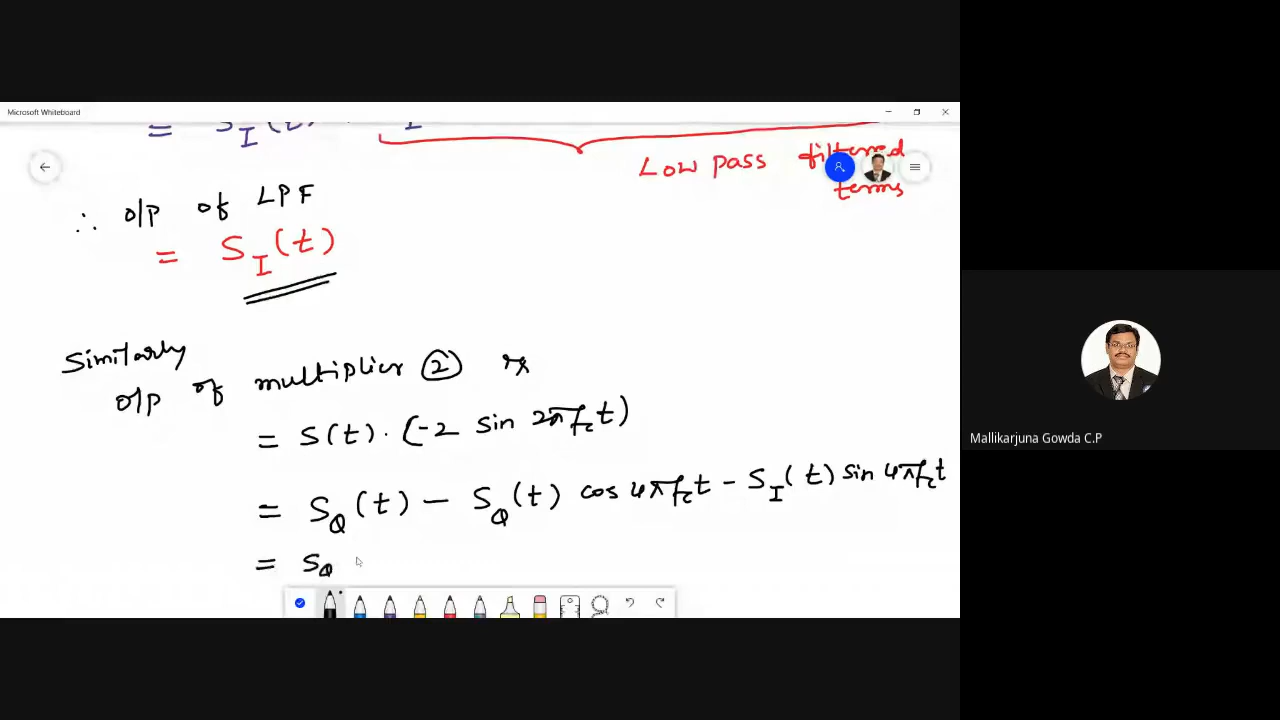 Microsoft Whiteboard
= S_I(t)
Low pass filtered
terms
∴ o/p of LPF
= S_I(t)
Similarly
o/p of multiplier ② is
= S(t) · (-2 sin 2πf_c t)
= S_Q(t) - S_Q(t) cos 4πf_c t - S_I(t) sin 4πf_c t
= S_Q
Mallikarjuna Gowda C.P